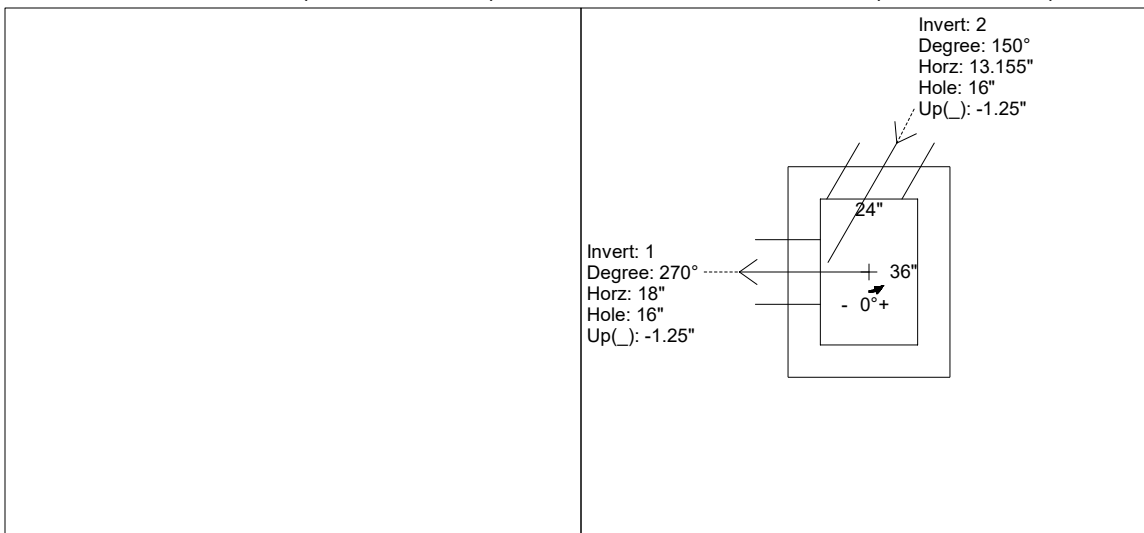 Invert: 2
Degree: 150°
Horz: 13.155"
Hole: 16"
Up(_): -1.25"
24"
Invert: 1
Degree: 270°
Horz: 18"
Hole: 16"
Up(_): -1.25"
36"
- 0°+